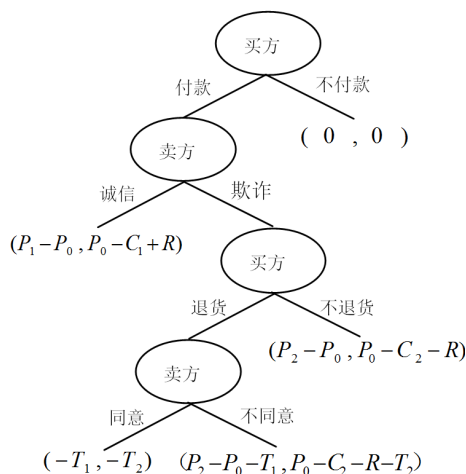 买方
付款
不付款
( 0 , 0 )
卖方
诚信
欺诈
(P₁－P₀ , P₀－C₁＋R)
买方
退货
不退货
(P₂－P₀ , P₀－C₂－R)
卖方
同意
不同意
(－T₁ , －T₂)
(P₂－P₀－T₁ , P₀－C₂－R－T₂)